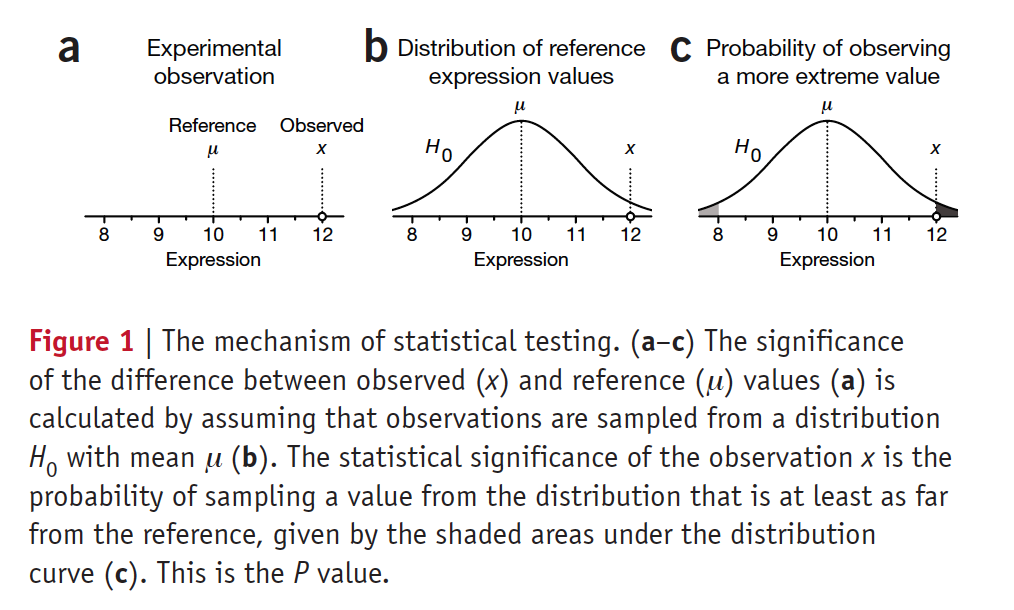 a Experimental
observation
Reference Observed
μ x
8 9 10 11 12
Expression
b Distribution of reference
expression values
μ
H0 x
8 9 10 11 12
Expression
c Probability of observing
a more extreme value
μ
H0 x
8 9 10 11 12
Expression
Figure 1 | The mechanism of statistical testing. (a–c) The significance
of the difference between observed (x) and reference (μ) values (a) is
calculated by assuming that observations are sampled from a distribution
H0 with mean μ (b). The statistical significance of the observation x is the
probability of sampling a value from the distribution that is at least as far
from the reference, given by the shaded areas under the distribution
curve (c). This is the P value.